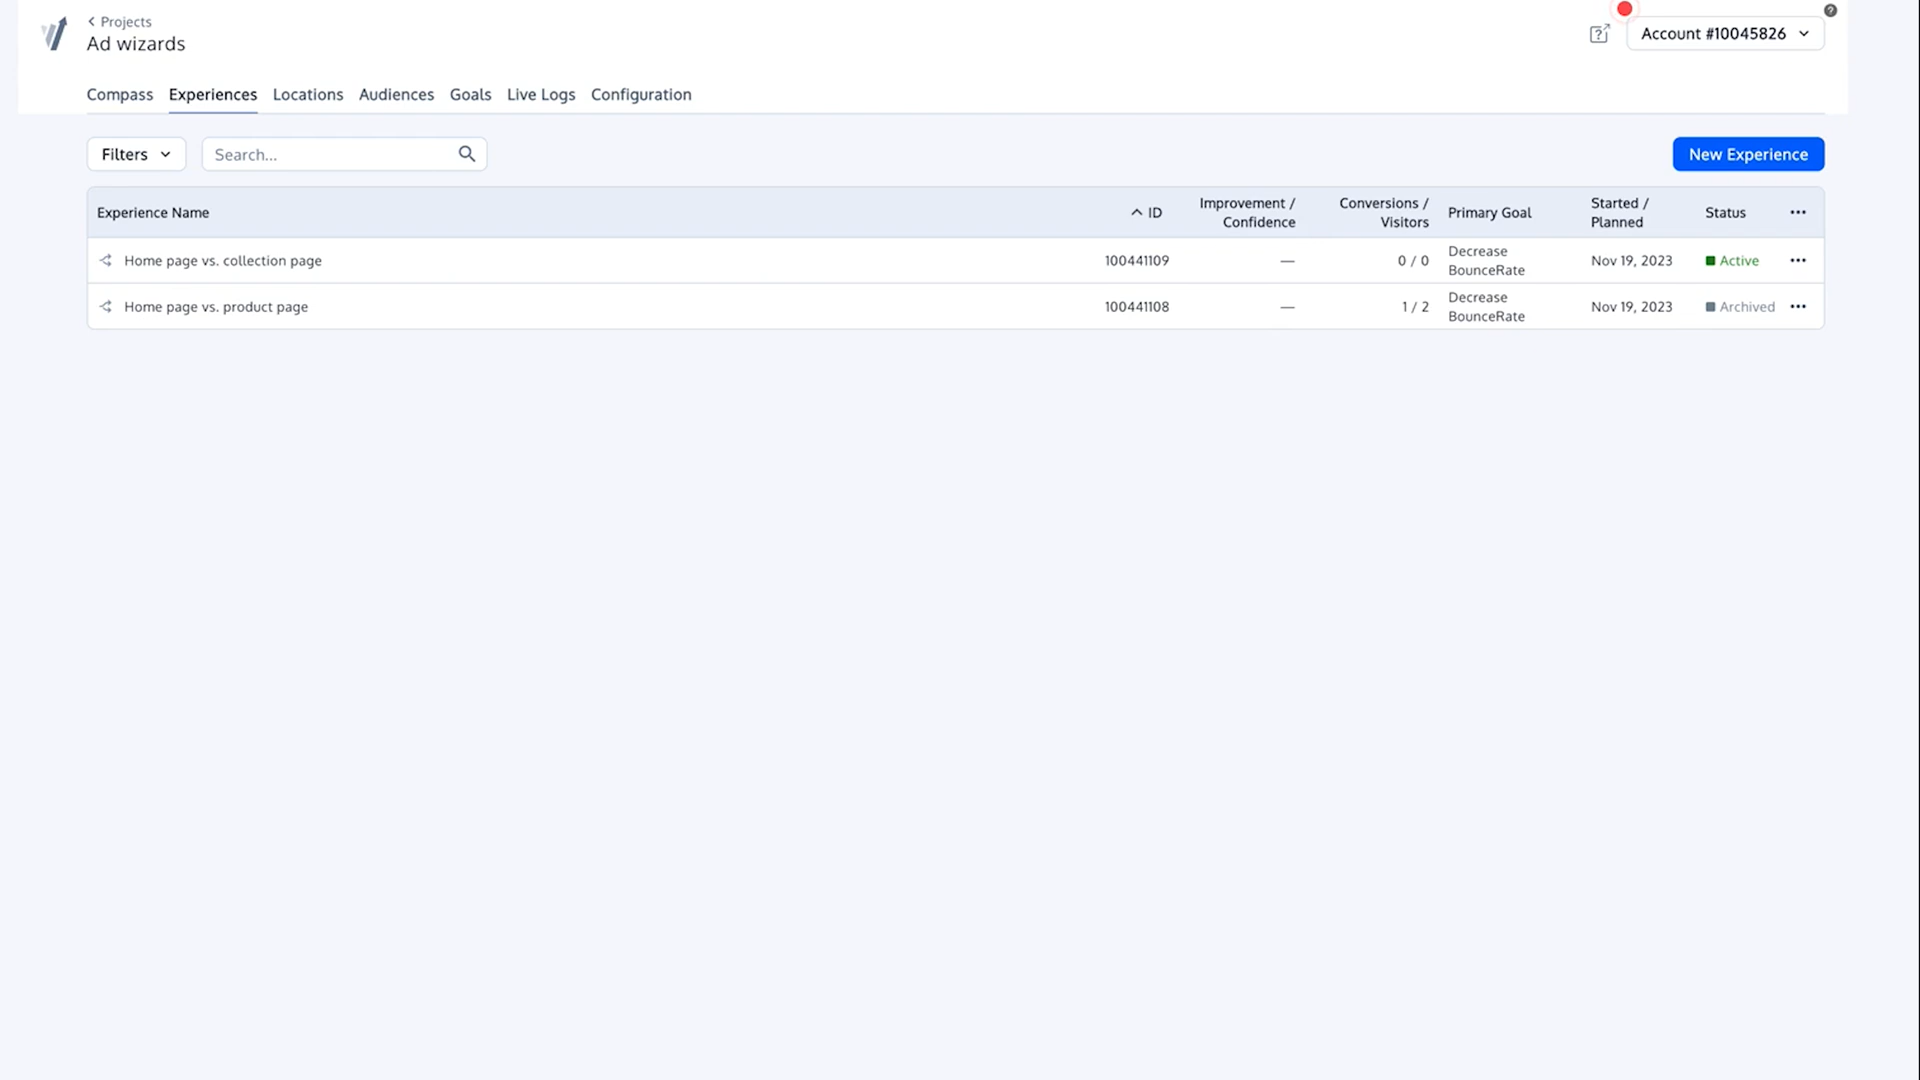 Projects
Ad wizards
Account #10045826
Compass Experiences Locations Audiences Goals Live Logs Configuration
Filters
Search...
New Experience
Experience Name ID Improvement / Confidence Conversions / Visitors Primary Goal Started / Planned Status
Home page vs. collection page 100441109 — 0 / 0 Decrease BounceRate Nov 19, 2023 Active
Home page vs. product page 100441108 — 1 / 2 Decrease BounceRate Nov 19, 2023 Archived